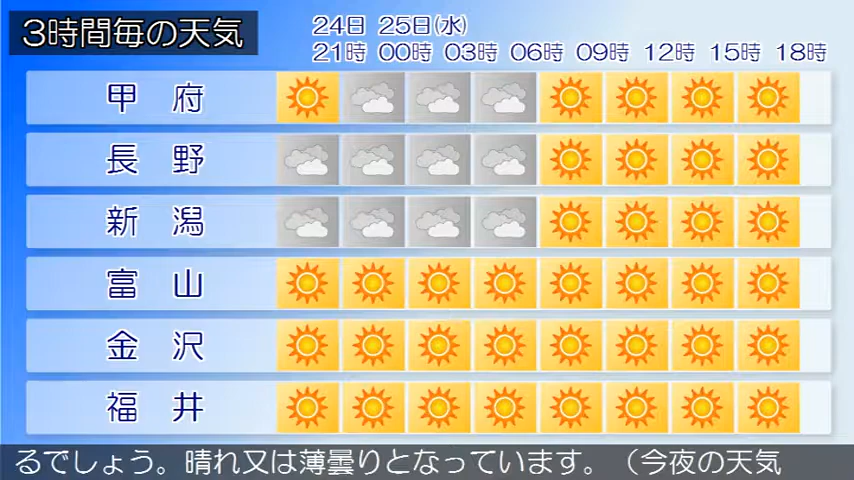 3時間毎の天気
24日 25日(水)
21時 00時 03時 06時 09時 12時 15時 18時
甲 府
長 野
新 潟
富 山
金 沢
福 井
るでしょう。晴れ又は薄曇りとなっています。（今夜の天気